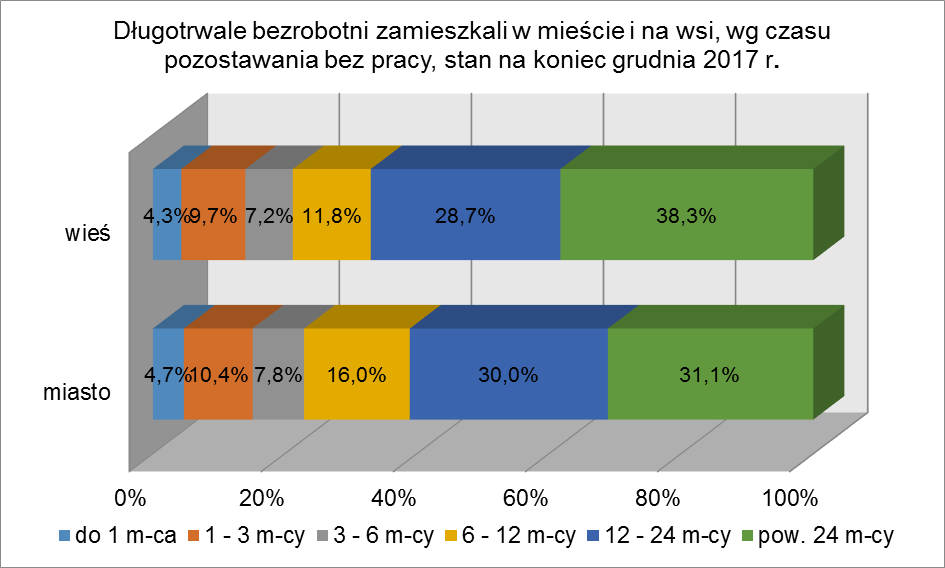 Długotrwale bezrobotni zamieszkali w mieście i na wsi, wg czasu
pozostawania bez pracy, stan na koniec grudnia 2017 r.
wieś
4,3% 9,7% 7,2% 11,8% 28,7% 38,3%
miasto
4,7% 10,4% 7,8% 16,0% 30,0% 31,1%
0% 20% 40% 60% 80% 100%
do 1 m-ca 1 - 3 m-cy 3 - 6 m-cy 6 - 12 m-cy 12 - 24 m-cy pow. 24 m-cy